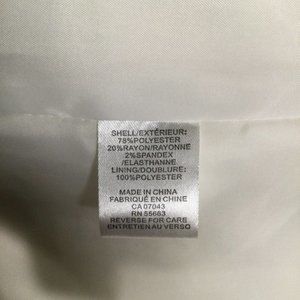 SHELL/EXTÉRIEUR:
78%POLYESTER
20%RAYON/RAYONNE
2%SPANDEX
/ELASTHANNE
LINING/DOUBLURE:
100%POLYESTER
MADE IN CHINA
FABRIQUÉ EN CHINE
CA 07043
RN 55663
REVERSE FOR CARE
ENTRETIEN AU VERSO